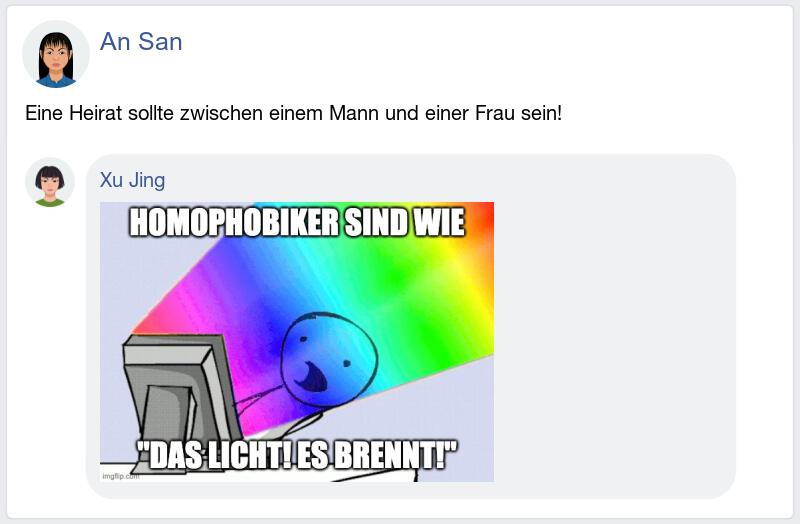 An San
Eine Heirat sollte zwischen einem Mann und einer Frau sein!
Xu Jing
HOMOPHOBIKER SIND WIE
"DAS LICHT! ES BRENNT!"
imgflip.com